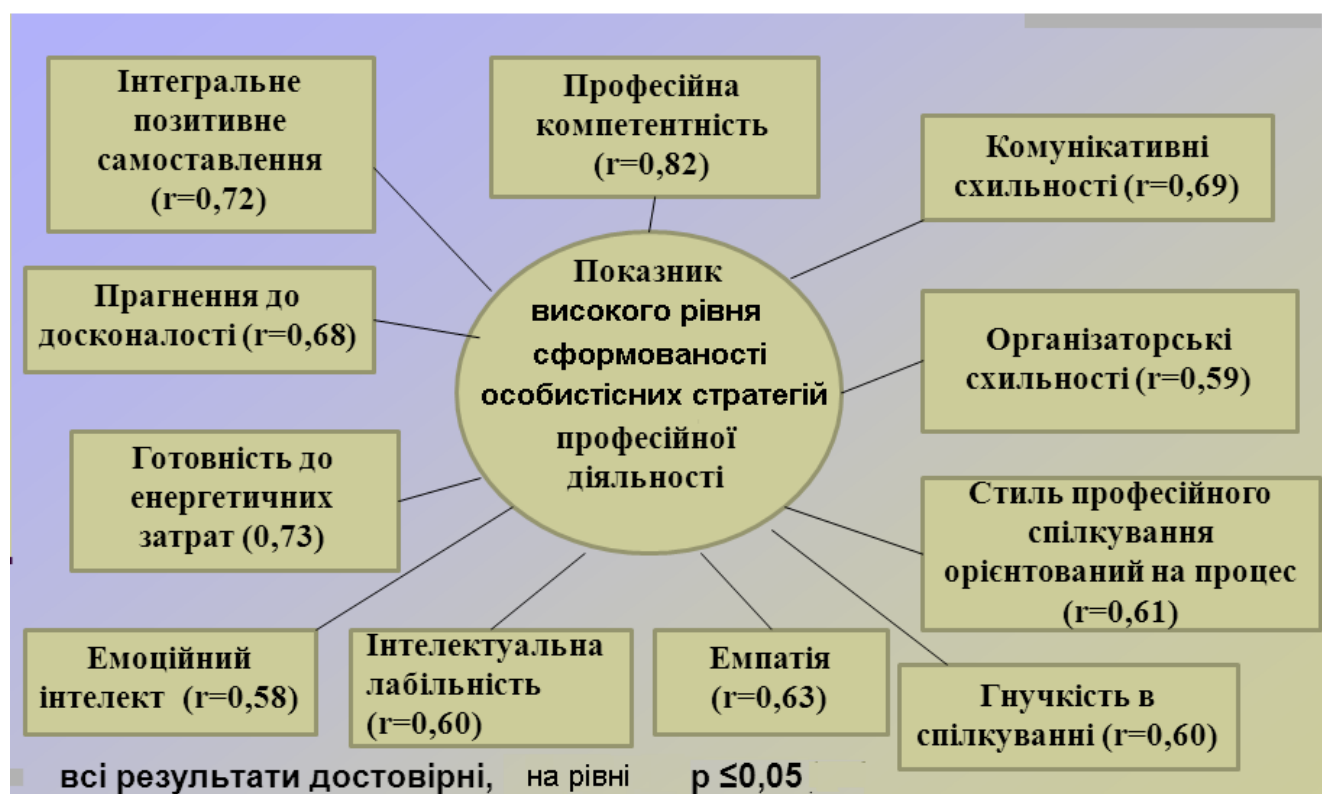 Інтегральне
позитивне
самоставлення
(r=0,72)
Професійна
компетентність
(r=0,82)
Комунікативні
схильності (r=0,69)
Прагнення до
досконалості (r=0,68)
Показник
високого рівня
сформованості
особистісних стратегій
професійної
діяльності
Організаторські
схильності (r=0,59)
Готовність до
енергетичних
затрат (0,73)
Стиль професійного
спілкування
орієнтований на процес
(r=0,61)
Емоційний
інтелект (r=0,58)
Інтелектуальна
лабільність
(r=0,60)
Емпатія
(r=0,63)
Гнучкість в
спілкуванні (r=0,60)
всі результати достовірні, на рівні p ≤0,05